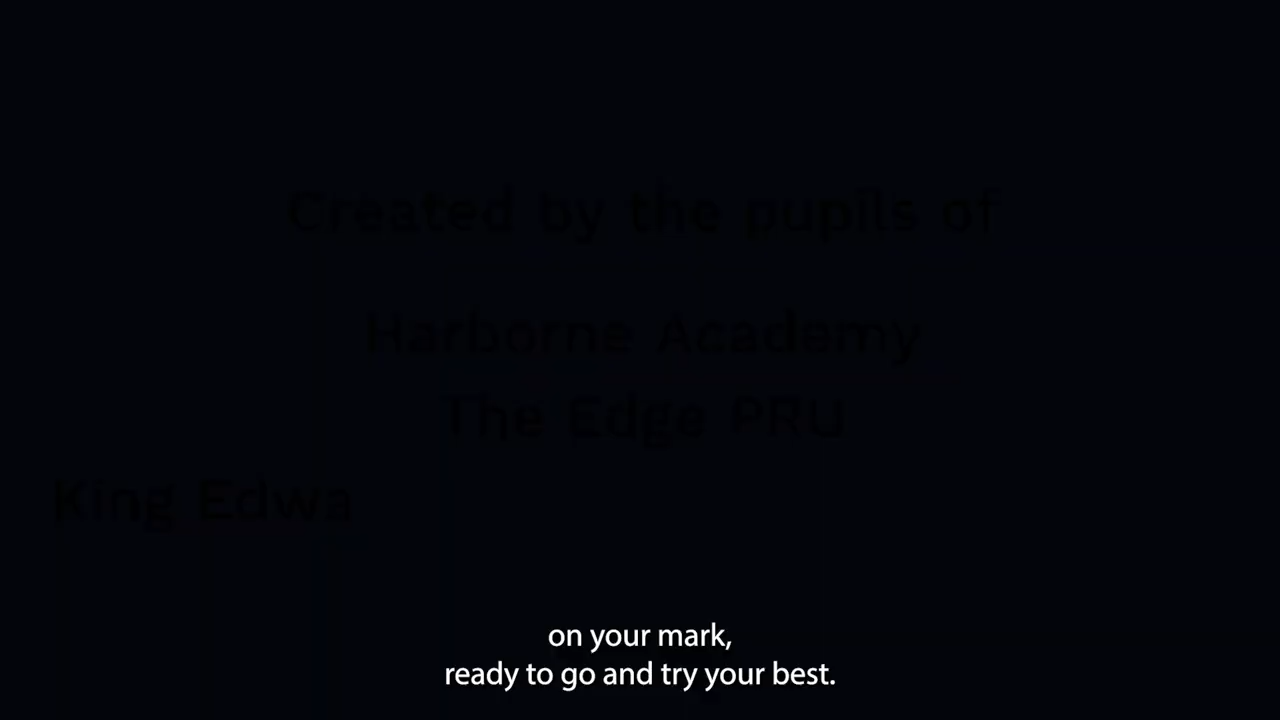 Created by the pupils of
Harborne Academy
The Edge PRU
King Edwa
on your mark,
ready to go and try your best.